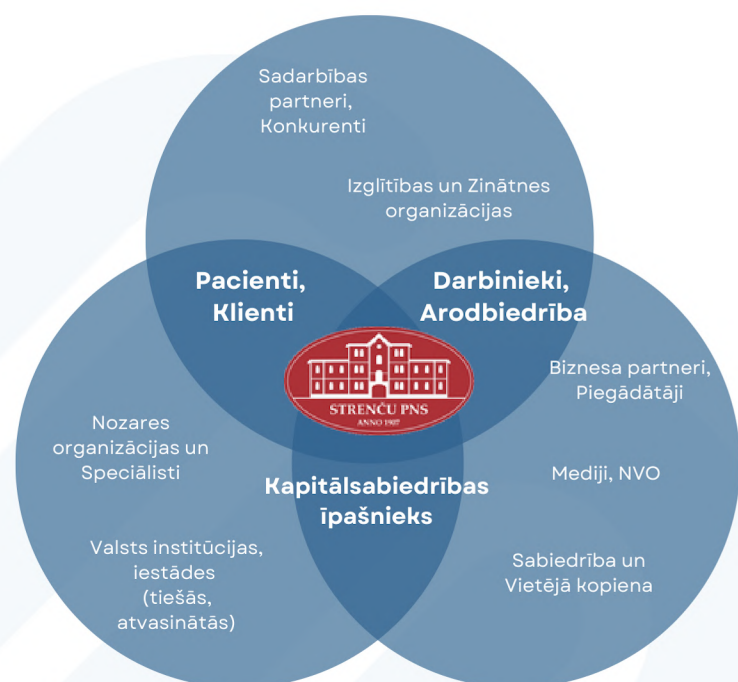 Sadarbības
partneri,
Konkurenti
Izglītības un Zinātnes
organizācijas
Pacienti,
Klienti
Darbinieki,
Arodbiedrība
STRENČU PNS
ANNO 1907
Biznesa partneri,
Piegādātāji
Nozares
organizācijas un
Speciālisti
Kapitālsabiedrības
īpašnieks
Mediji, NVO
Valsts institūcijas,
iestādes
(tiešās,
atvasinātās)
Sabiedrība un
Vietējā kopiena